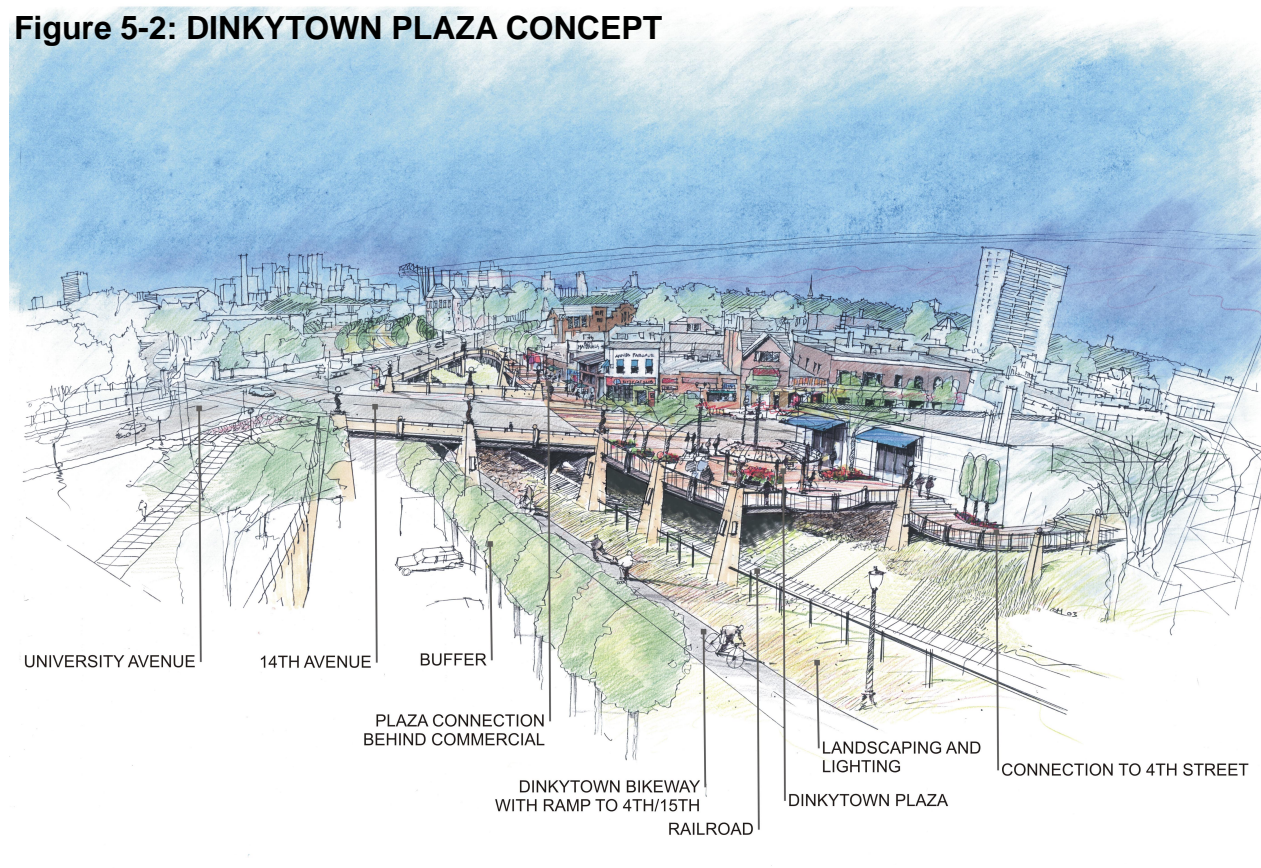 Figure 5-2: DINKYTOWN PLAZA CONCEPT
UNIVERSITY AVENUE
14TH AVENUE
BUFFER
PLAZA CONNECTION
BEHIND COMMERCIAL
DINKYTOWN BIKEWAY
WITH RAMP TO 4TH/15TH
RAILROAD
DINKYTOWN PLAZA
LANDSCAPING AND
LIGHTING
CONNECTION TO 4TH STREET